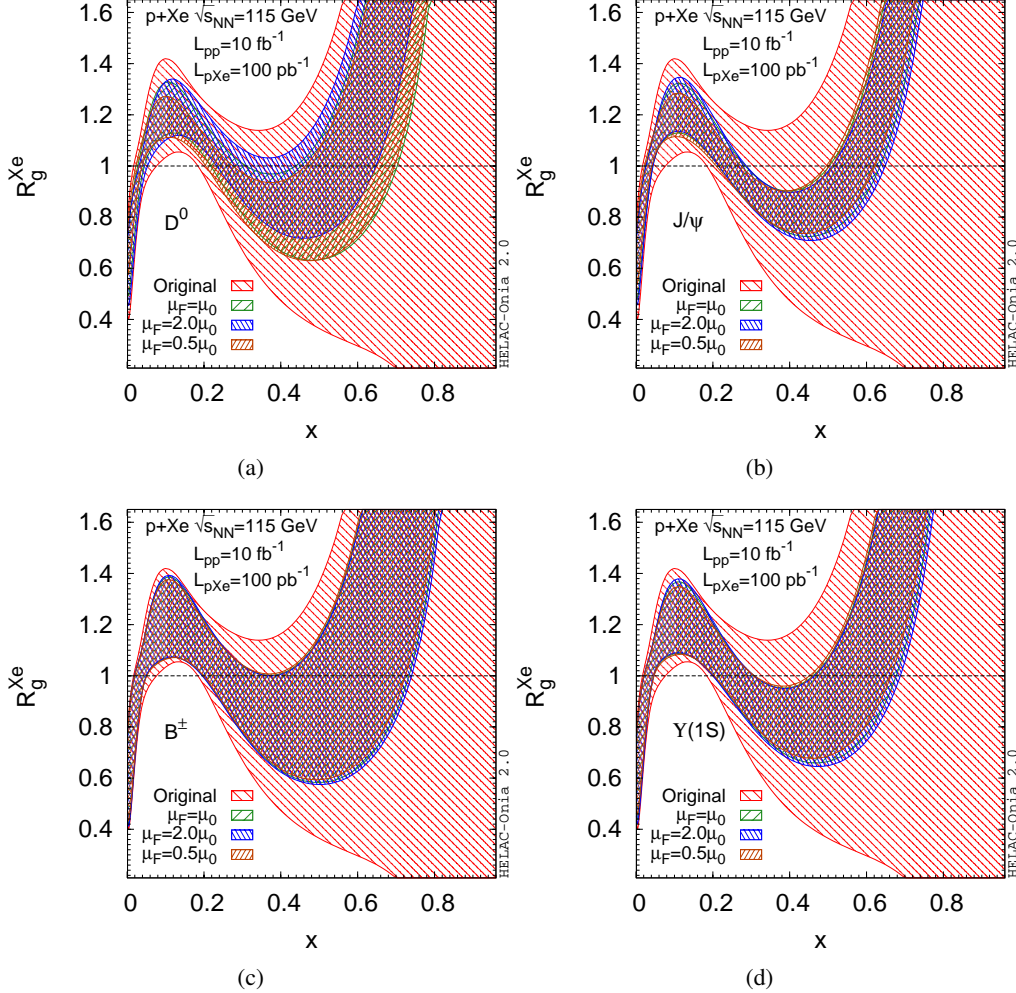 p+Xe √sNN=115 GeV
Lpp=10 fb-1
LpXe=100 pb-1
RgXe
D0
Original
μF=μ0
μF=2.0μ0
μF=0.5μ0
HELAC-Onia 2.0
1.6
1.4
1.2
1
0.8
0.6
0.4
0 0.2 0.4 0.6 0.8
x
(a)
p+Xe √sNN=115 GeV
Lpp=10 fb-1
LpXe=100 pb-1
RgXe
J/ψ
Original
μF=μ0
μF=2.0μ0
μF=0.5μ0
HELAC-Onia 2.0
1.6
1.4
1.2
1
0.8
0.6
0.4
0 0.2 0.4 0.6 0.8
x
(b)
p+Xe √sNN=115 GeV
Lpp=10 fb-1
LpXe=100 pb-1
RgXe
B±
Original
μF=μ0
μF=2.0μ0
μF=0.5μ0
HELAC-Onia 2.0
1.6
1.4
1.2
1
0.8
0.6
0.4
0 0.2 0.4 0.6 0.8
x
(c)
p+Xe √sNN=115 GeV
Lpp=10 fb-1
LpXe=100 pb-1
RgXe
Υ(1S)
Original
μF=μ0
μF=2.0μ0
μF=0.5μ0
HELAC-Onia 2.0
1.6
1.4
1.2
1
0.8
0.6
0.4
0 0.2 0.4 0.6 0.8
x
(d)